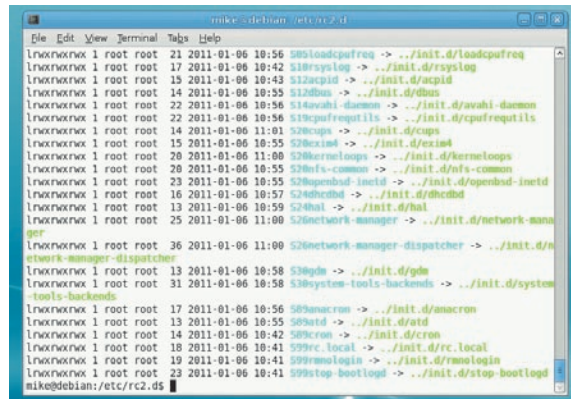 mike@debian: /etc/rc2.d
File Edit View Terminal Tabs Help
lrwxrwxrwx 1 root root 21 2011-01-06 10:56 S05loadcpufreq -> ../init.d/loadcpufreq
lrwxrwxrwx 1 root root 17 2011-01-06 10:42 S10rsyslog -> ../init.d/rsyslog
lrwxrwxrwx 1 root root 15 2011-01-06 10:43 S12acpid -> ../init.d/acpid
lrwxrwxrwx 1 root root 14 2011-01-06 10:55 S12dbus -> ../init.d/dbus
lrwxrwxrwx 1 root root 22 2011-01-06 10:56 S14avahi-daemon -> ../init.d/avahi-daemon
lrwxrwxrwx 1 root root 22 2011-01-06 10:56 S19cpufrequtils -> ../init.d/cpufrequtils
lrwxrwxrwx 1 root root 14 2011-01-06 11:01 S20cups -> ../init.d/cups
lrwxrwxrwx 1 root root 15 2011-01-06 10:55 S20exim4 -> ../init.d/exim4
lrwxrwxrwx 1 root root 20 2011-01-06 11:00 S20kerneloops -> ../init.d/kerneloops
lrwxrwxrwx 1 root root 20 2011-01-06 10:55 S20nfs-common -> ../init.d/nfs-common
lrwxrwxrwx 1 root root 23 2011-01-06 10:55 S20openbsd-inetd -> ../init.d/openbsd-inetd
lrwxrwxrwx 1 root root 16 2011-01-06 10:57 S24dhcdbd -> ../init.d/dhcdbd
lrwxrwxrwx 1 root root 13 2011-01-06 10:59 S24hal -> ../init.d/hal
lrwxrwxrwx 1 root root 25 2011-01-06 11:00 S26network-manager -> ../init.d/network-mana
ger
lrwxrwxrwx 1 root root 36 2011-01-06 11:00 S26network-manager-dispatcher -> ../init.d/n
etwork-manager-dispatcher
lrwxrwxrwx 1 root root 13 2011-01-06 10:58 S30gdm -> ../init.d/gdm
lrwxrwxrwx 1 root root 31 2011-01-06 10:58 S30system-tools-backends -> ../init.d/system
-tools-backends
lrwxrwxrwx 1 root root 17 2011-01-06 10:56 S89anacron -> ../init.d/anacron
lrwxrwxrwx 1 root root 13 2011-01-06 10:55 S89atd -> ../init.d/atd
lrwxrwxrwx 1 root root 14 2011-01-06 10:42 S89cron -> ../init.d/cron
lrwxrwxrwx 1 root root 18 2011-01-06 10:41 S99rc.local -> ../init.d/rc.local
lrwxrwxrwx 1 root root 19 2011-01-06 10:41 S99rmnologin -> ../init.d/rmnologin
lrwxrwxrwx 1 root root 23 2011-01-06 10:41 S99stop-bootlogd -> ../init.d/stop-bootlogd
mike@debian:/etc/rc2.d$